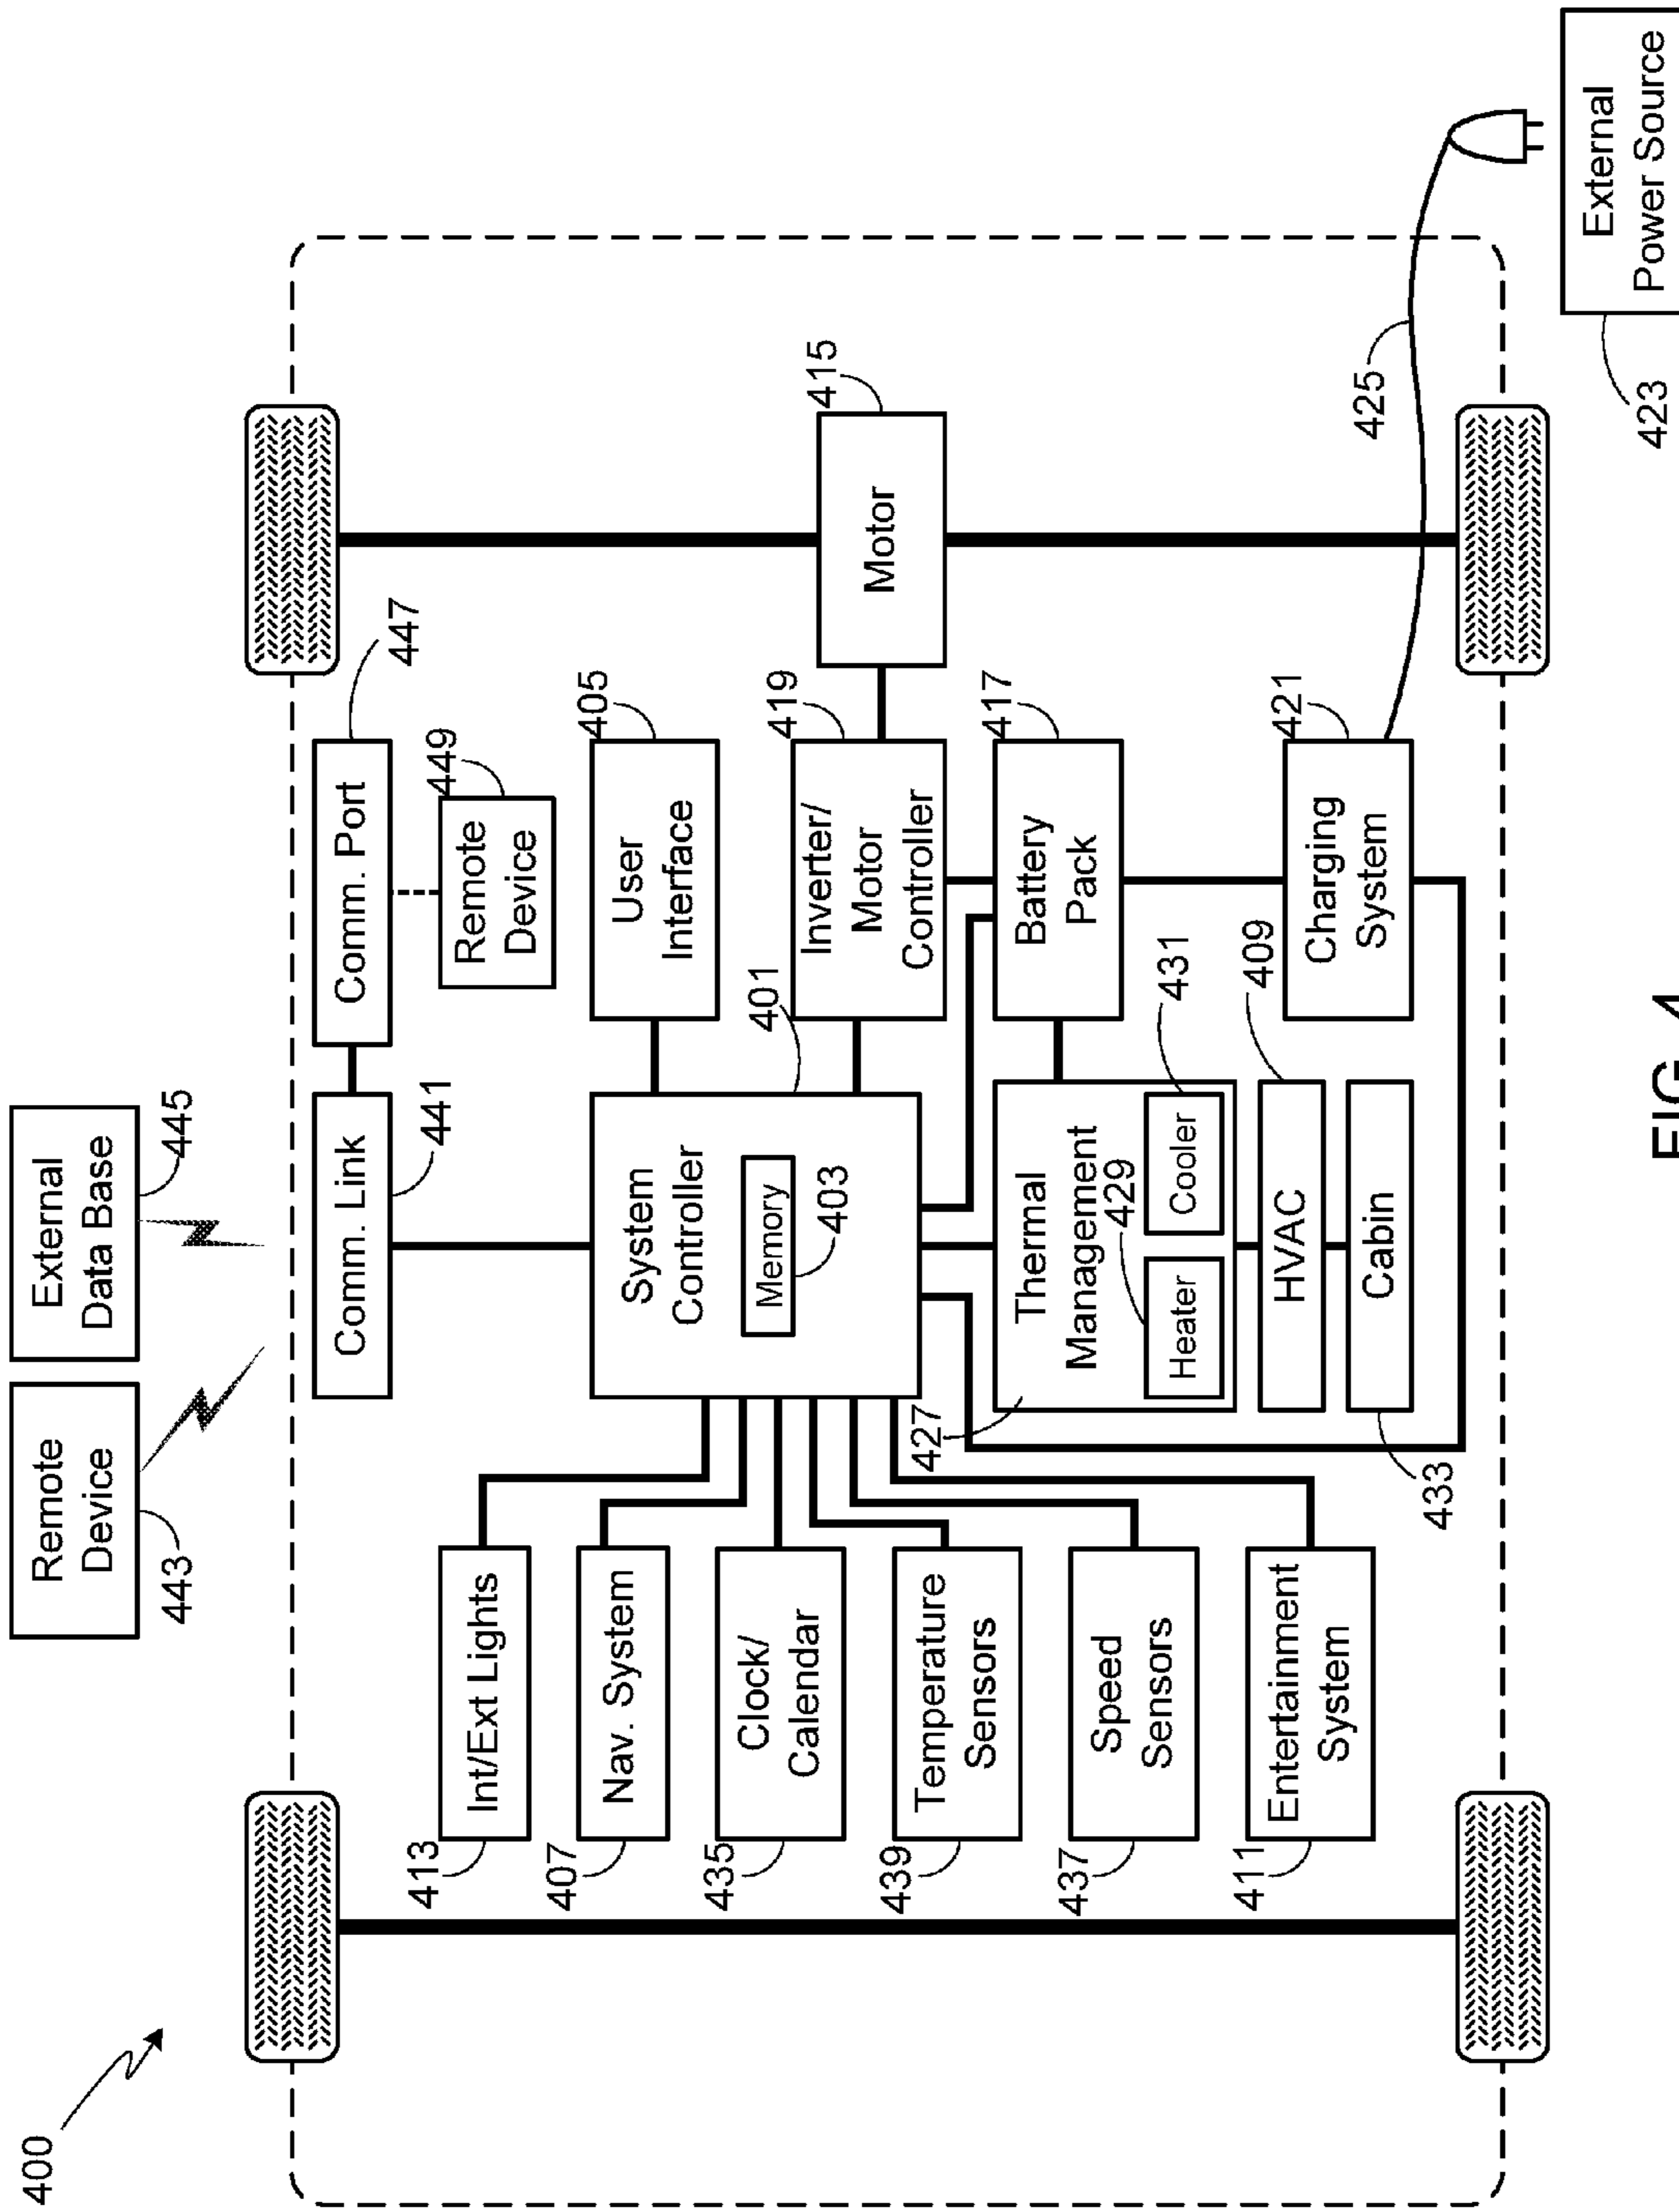 400
Remote
Device
443
External
Data Base
445
Comm. Link
441
Comm. Port
447
Remote
Device
449
Int/Ext Lights
413
Nav. System
407
Clock/
Calendar
435
Temperature
Sensors
439
Speed
Sensors
437
Entertainment
System
411
System
Controller
401
Memory
403
User
Interface
405
Inverter/
Motor
Controller
419
Motor
415
Battery
Pack
417
Thermal
Management
427
429
Heater
Cooler
431
HVAC
409
Cabin
433
Charging
System
421
425
External
Power Source
423